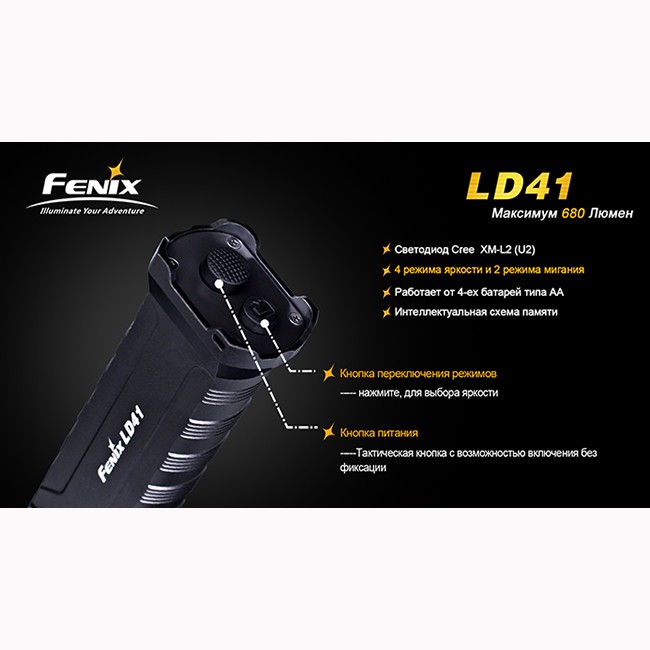 FENIX
Illuminate Your Adventure
LD41
Максимум 680 Люмен
Светодиод Cree XM-L2 (U2)
4 режима яркости и 2 режима мигания
Работает от 4-ех батарей типа AA
Интеллектуальная схема памяти
Кнопка переключения режимов
----- нажмите, для выбора яркости
Кнопка питания
-----Тактическая кнопка с возможностью включения без
фиксации
FENIX LD41